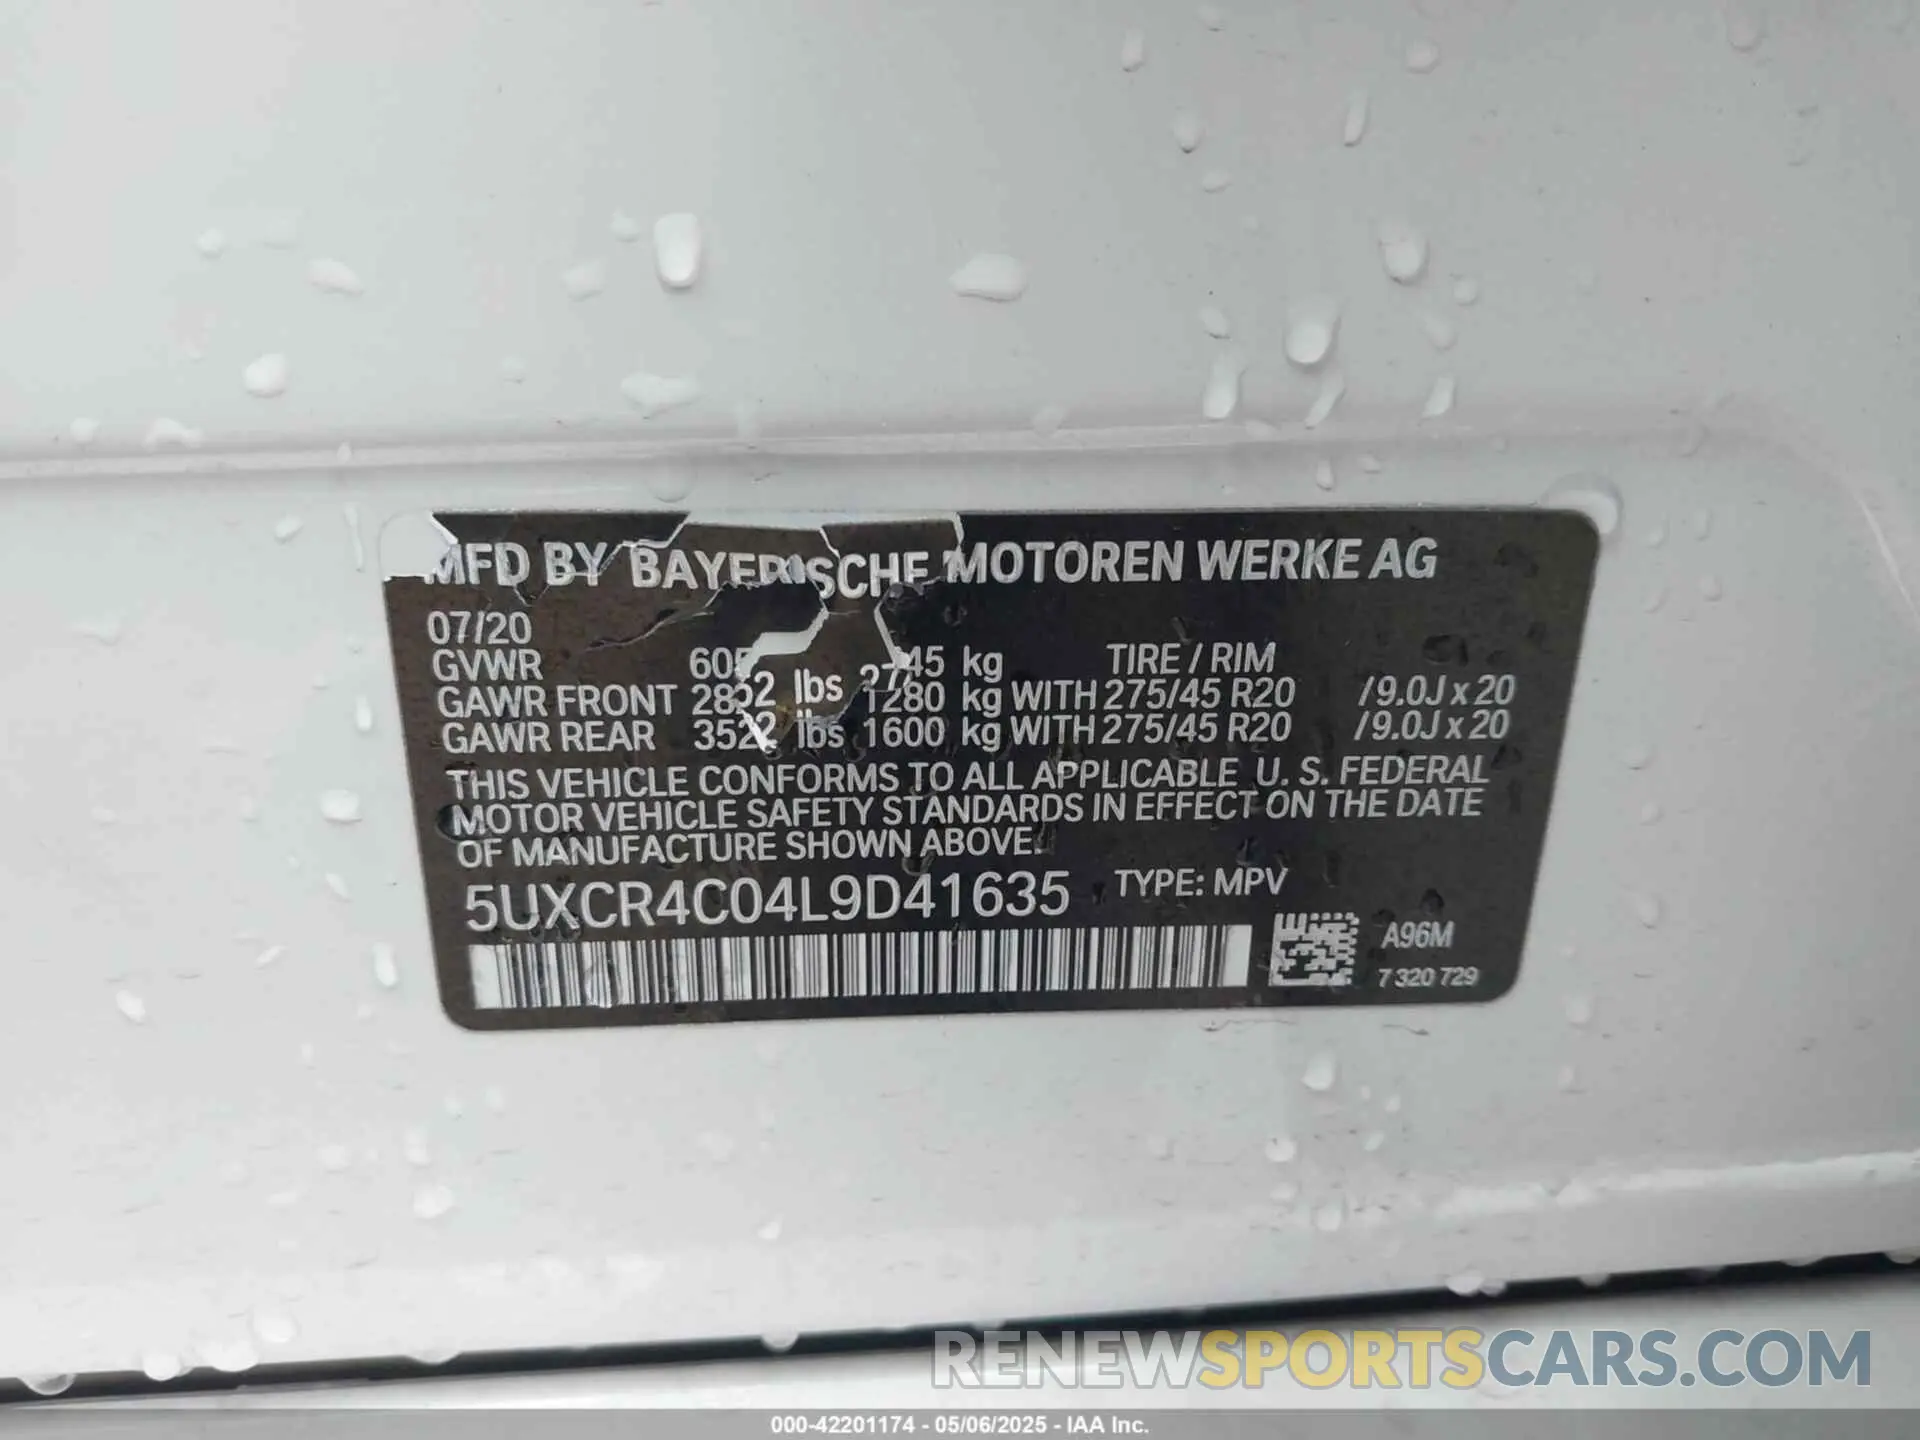 MFD BY BAYERISCHE MOTOREN WERKE AG
07/20
GVWR lbs kg TIRE / RIM
GAWR FRONT 2822 1280 kg WITH 275/45 R20 /9.0J x 20
GAWR REAR 3522 lbs 1600 kg WITH 275/45 R20 /9.0J x 20
THIS VEHICLE CONFORMS TO ALL APPLICABLE U. S. FEDERAL
MOTOR VEHICLE SAFETY STANDARDS IN EFFECT ON THE DATE
OF MANUFACTURE SHOWN ABOVE.
5UXCR4C04L9D41635 TYPE: MPV
A96M
7 320 729
RENEWSPORTSCARS.COM
000-42201174 - 05/06/2025 - IAA Inc.